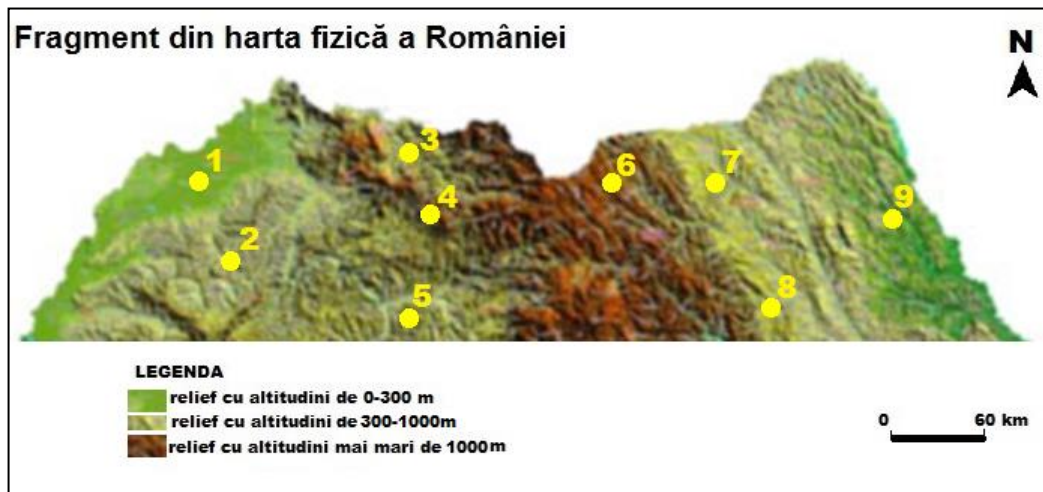 Fragment din harta fizică a României
N
1
2
3
4
5
6
7
8
9
LEGENDA
relief cu altitudini de 0-300 m
relief cu altitudini de 300-1000m
relief cu altitudini mai mari de 1000m
0 60 km